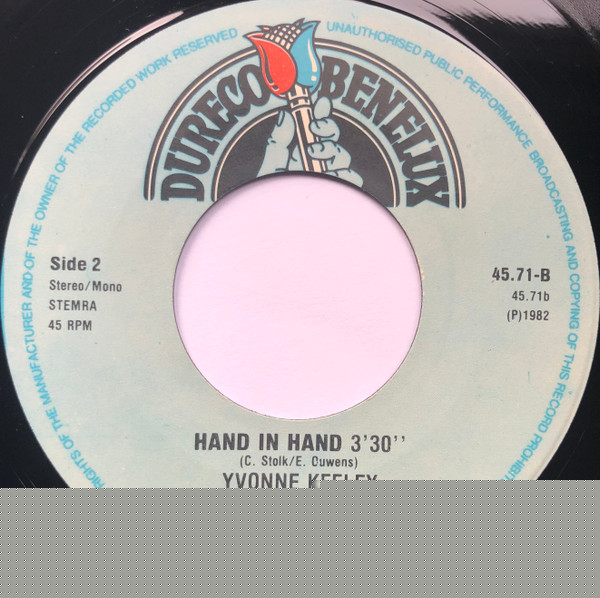 UNAUTHORISED PUBLIC PERFORMANCE BROADCASTING AND COPYING OF THIS RECORD
RIGHTS OF THE MANUFACTURER AND OF THE OWNER OF THE RECORDED WORK RESERVED
DURECO BENELUX
Side 2
Stereo/Mono
STEMRA
45 RPM
45.71-B
45.71b
(P)1982
HAND IN HAND 3'30''
(C. Stolk/E. Ouwens)
YVONNE KEELEY